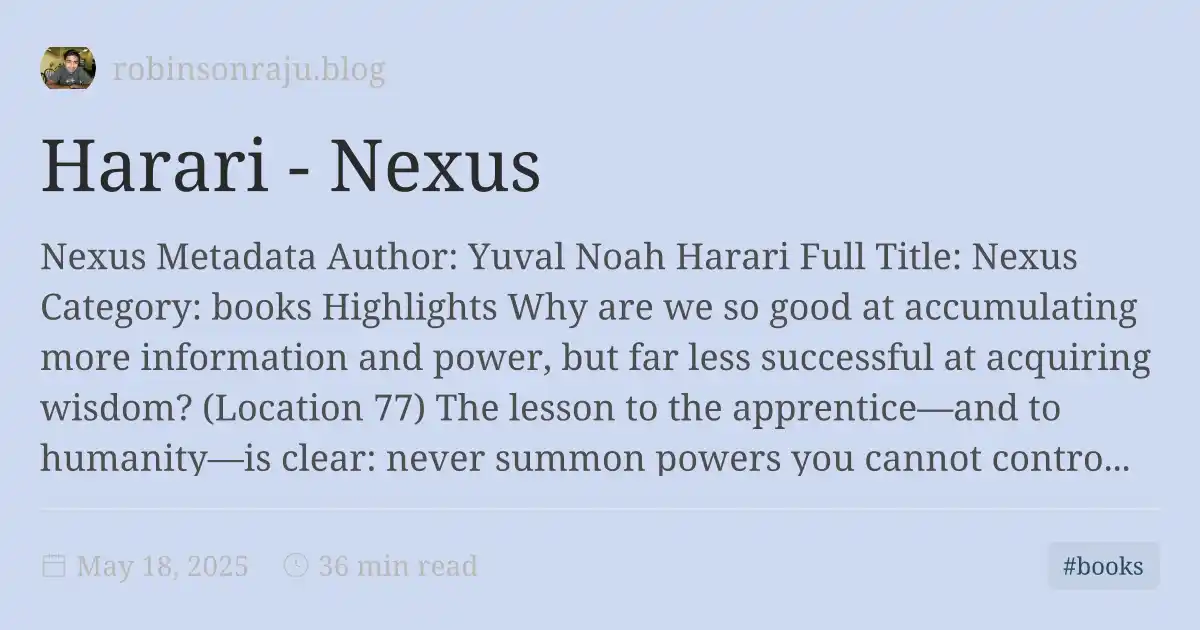 robinsonraju.blog
Harari - Nexus
Nexus Metadata Author: Yuval Noah Harari Full Title: Nexus
Category: books Highlights Why are we so good at accumulating
more information and power, but far less successful at acquiring
wisdom? (Location 77) The lesson to the apprentice—and to
humanity—is clear: never summon powers you cannot contro...
May 18, 2025 36 min read
#books